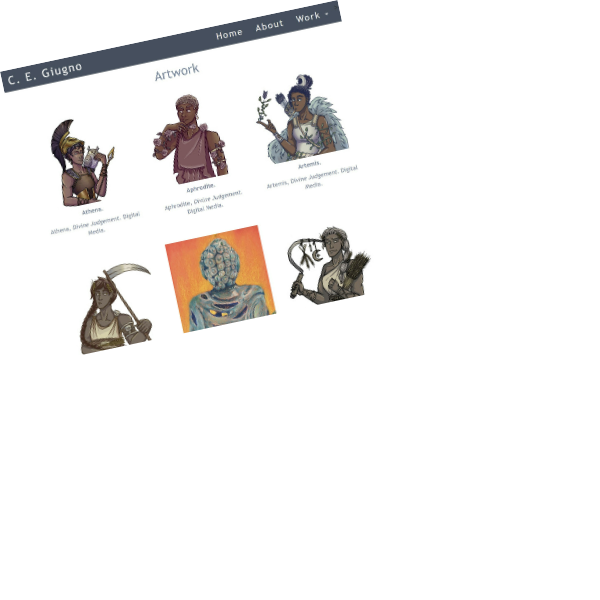 C. E. Giugno
Home About Work
Artwork
Athena.
Athena, Divine Judgement. Digital
Media.
Aphrodite.
Aphrodite, Divine Judgement.
Digital Media.
Artemis.
Artemis, Divine Judgement. Digital
Media.